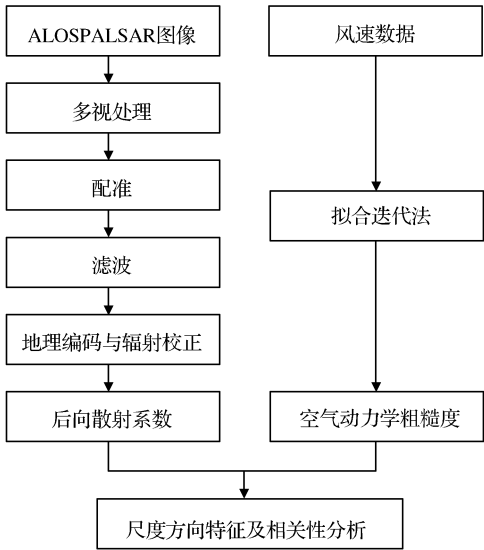 ALOSPALSAR图像
风速数据
多视处理
配准
拟合迭代法
滤波
地理编码与辐射校正
后向散射系数
空气动力学粗糙度
尺度方向特征及相关性分析